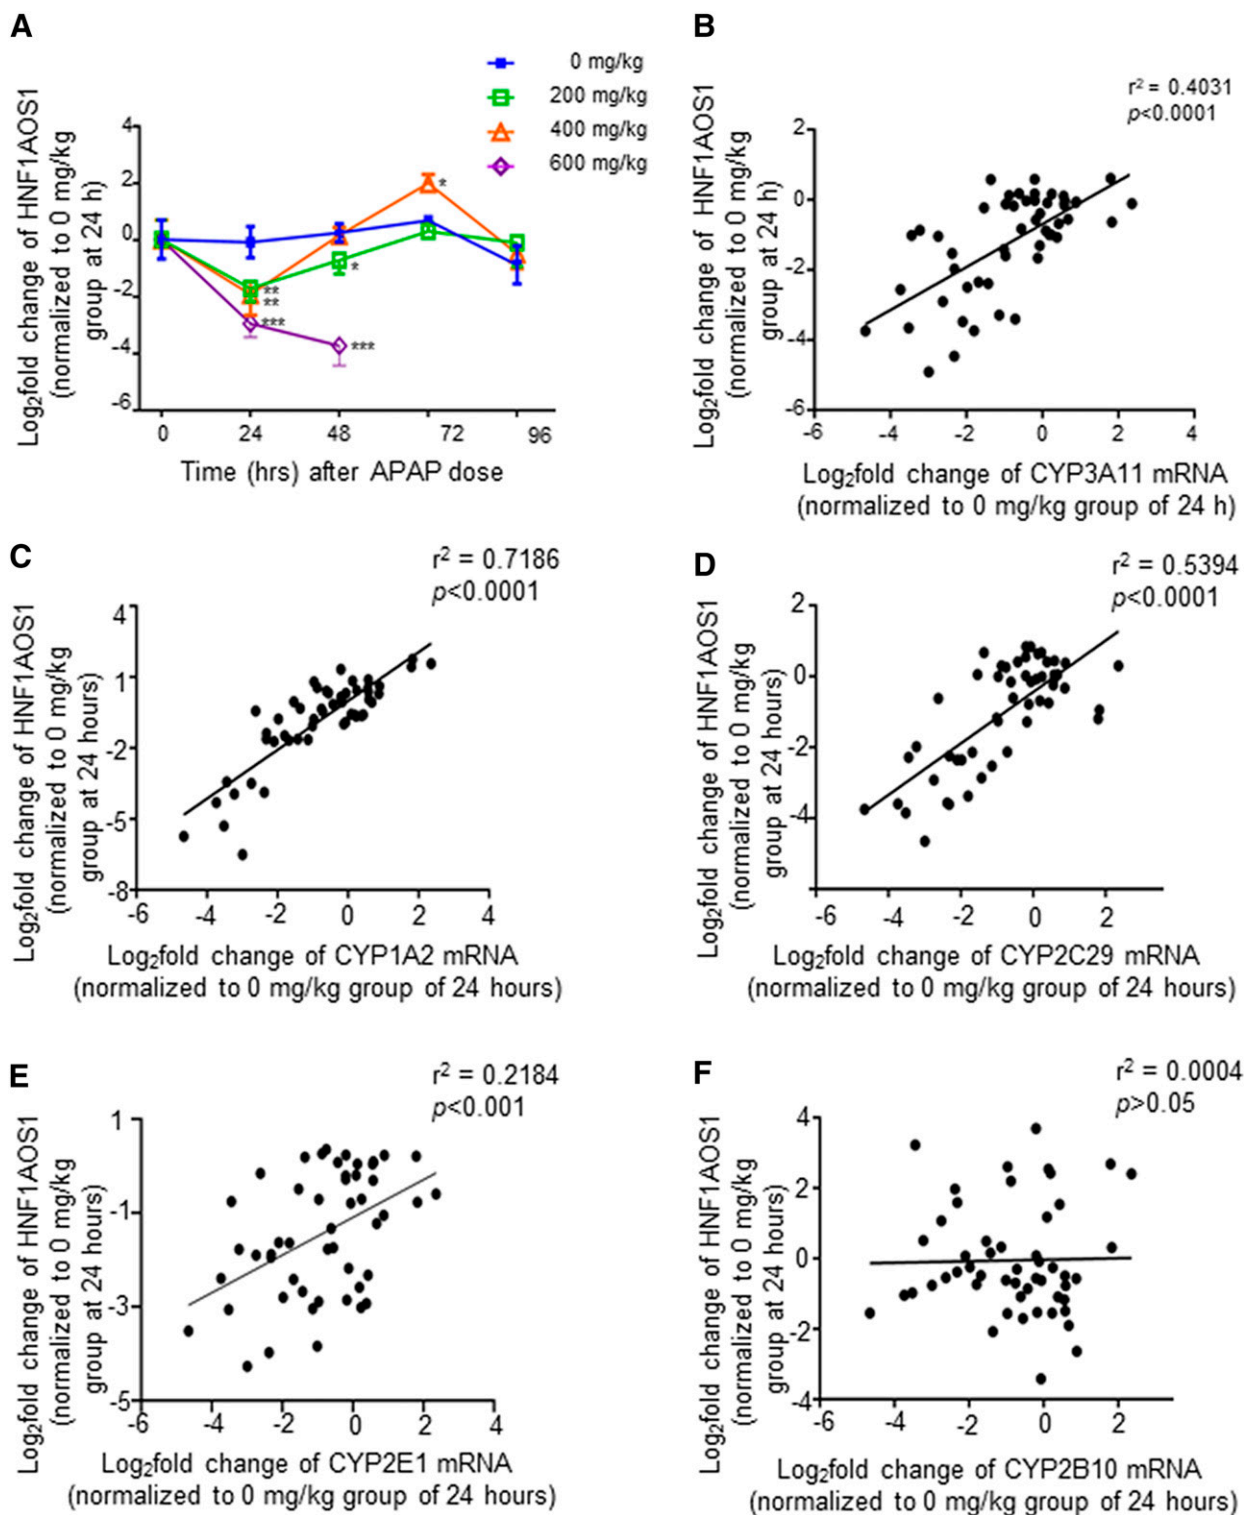 A
Log2fold change of HNF1AOS1
(normalized to 0 mg/kg
group at 24 h)
4
2
0
-2
-4
-6
0 mg/kg
200 mg/kg
400 mg/kg
600 mg/kg
*
*
**
**
***
***
0 24 48 72 96
Time (hrs) after APAP dose
B
r2 = 0.4031
p<0.0001
Log2fold change of HNF1AOS1
(normalized to 0 mg/kg
group at 24 h)
2
0
-2
-4
-6
-6 -4 -2 0 2 4
Log2fold change of CYP3A11 mRNA
(normalized to 0 mg/kg group of 24 h)
C
r2 = 0.7186
p<0.0001
Log2fold change of HNF1AOS1
(normalized to 0 mg/kg
group at 24 hours)
4
1
-2
-5
-8
-6 -4 -2 0 2 4
Log2fold change of CYP1A2 mRNA
(normalized to 0 mg/kg group of 24 hours)
D
r2 = 0.5394
p<0.0001
Log2fold change of HNF1AOS1
(normalized to 0 mg/kg
group at 24 hours)
2
0
-2
-4
-6 -4 -2 0 2
Log2fold change of CYP2C29 mRNA
(normalized to 0 mg/kg group of 24 hours)
E
r2 = 0.2184
p<0.001
Log2fold change of HNF1AOS1
(normalized to 0 mg/kg
group at 24 hours)
1
-1
-3
-5
-6 -4 -2 0 2 4
Log2fold change of CYP2E1 mRNA
(normalized to 0 mg/kg group of 24 hours)
F
r2 = 0.0004
p>0.05
Log2fold change of HNF1AOS1
(normalized to 0 mg/kg
group at 24 hours)
4
2
0
-2
-4
-6 -4 -2 0 2
Log2fold change of CYP2B10 mRNA
(normalized to 0 mg/kg group of 24 hours)